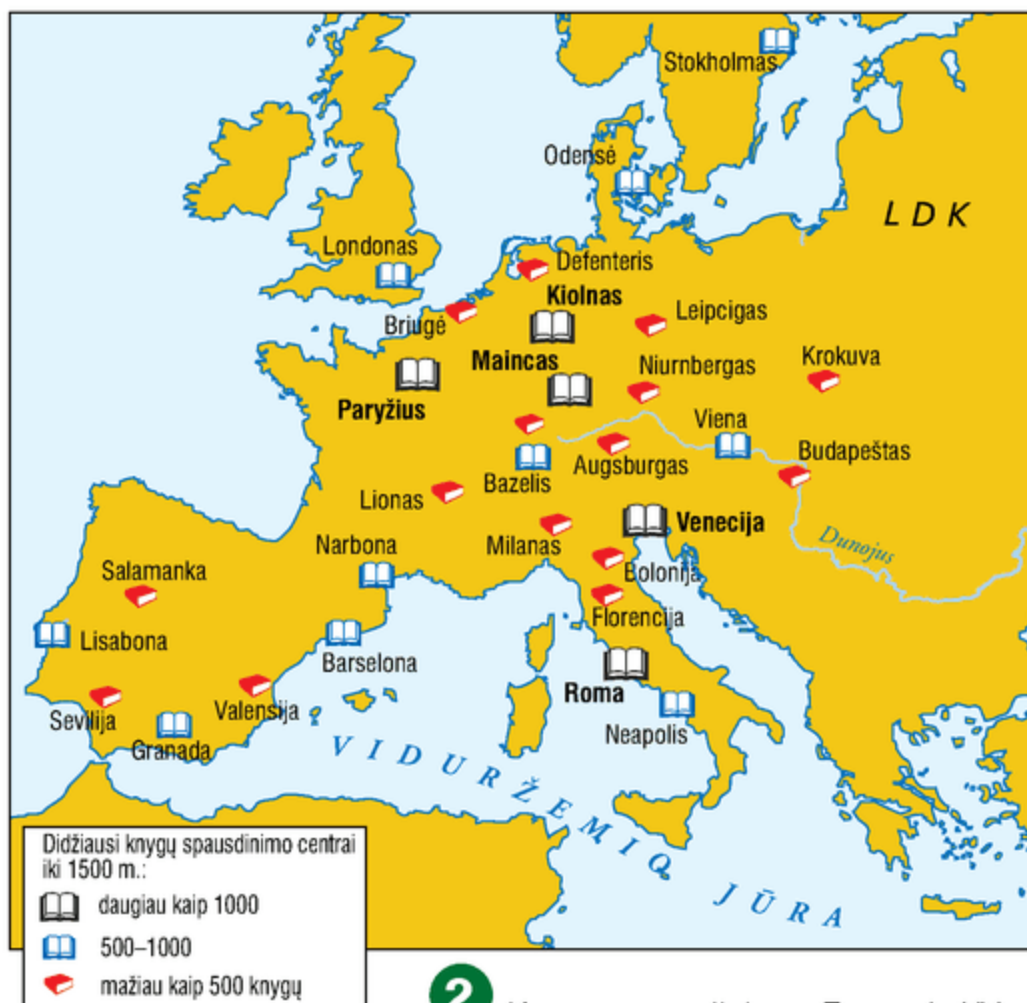 Stokholmas
Odensė
LDK
Londonas
Defenteris
Kiolnas
Briugė
Leipcigas
Maincas
Niurnbergas
Krokuva
Paryžius
Viena
Budapeštas
Augsburgas
Bazelis
Lionas
Venecija
Milanas
Dunojus
Narbona
Bolonija
Salamanka
Florencija
Lisabona
Barselona
Roma
Valensija
Sevilija
Neapolis
Granada
VIDURŽEMIO JŪRA
Didžiausi knygų spausdinimo centrai
iki 1500 m.:
daugiau kaip 1000
500–1000
mažiau kaip 500 knygų
2